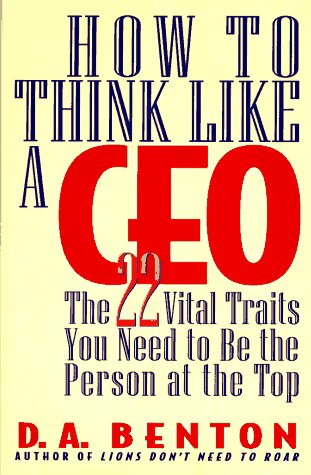 HOW TO
THINK LIKE
A CEO
The 22 Vital Traits
You Need to Be the
Person at the Top
D. A. BENTON
AUTHOR OF LIONS DON'T NEED TO ROAR